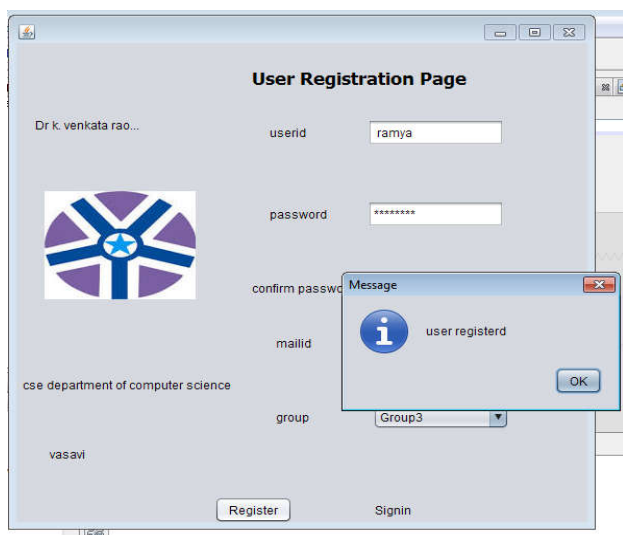 User Registration Page
Dr k. venkata rao...
userid
ramya
password
********
confirm passwo
Message
user registerd
OK
mailid
cse department of computer science
group
Group3
vasavi
Register
Signin